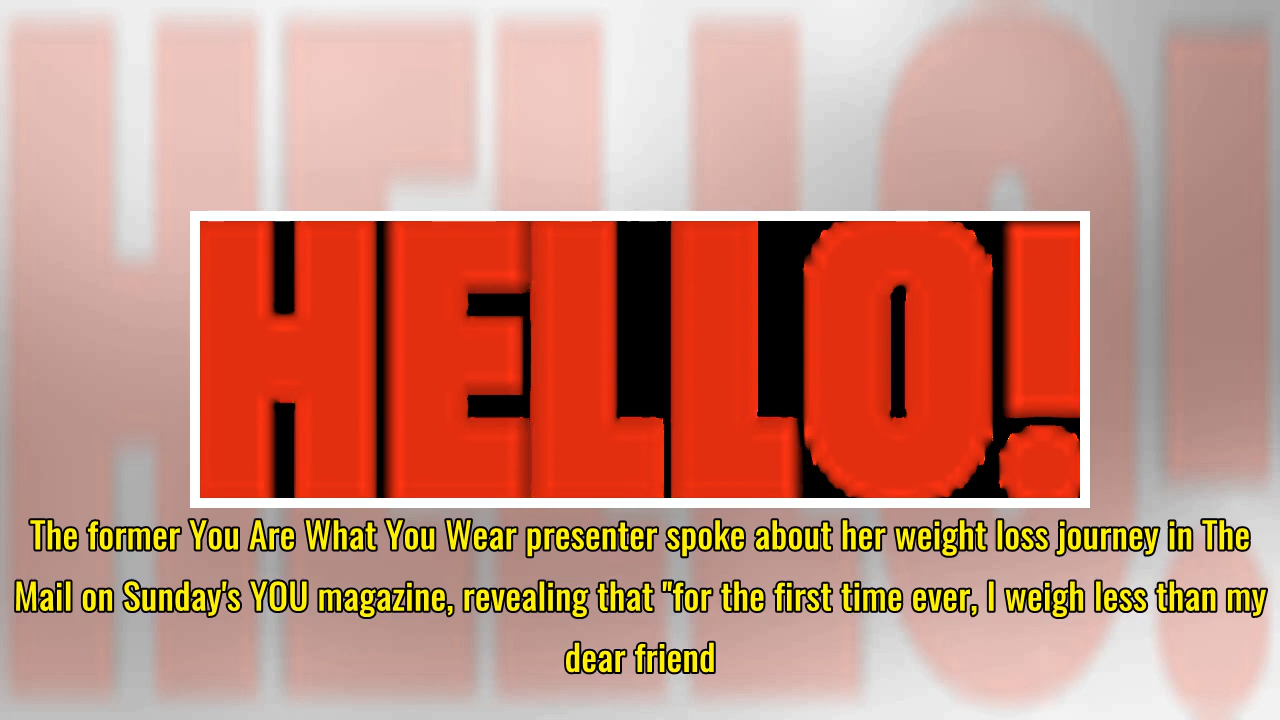 HELLO!
The former You Are What You Wear presenter spoke about her weight loss journey in The
Mail on Sunday's YOU magazine, revealing that "for the first time ever, I weigh less than my
dear friend